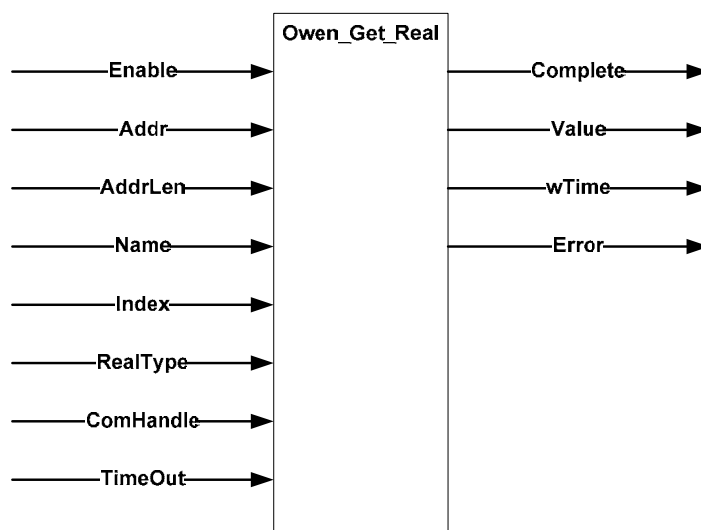 Owen_Get_Real
Enable
Complete
Addr
Value
AddrLen
wTime
Name
Error
Index
RealType
ComHandle
TimeOut